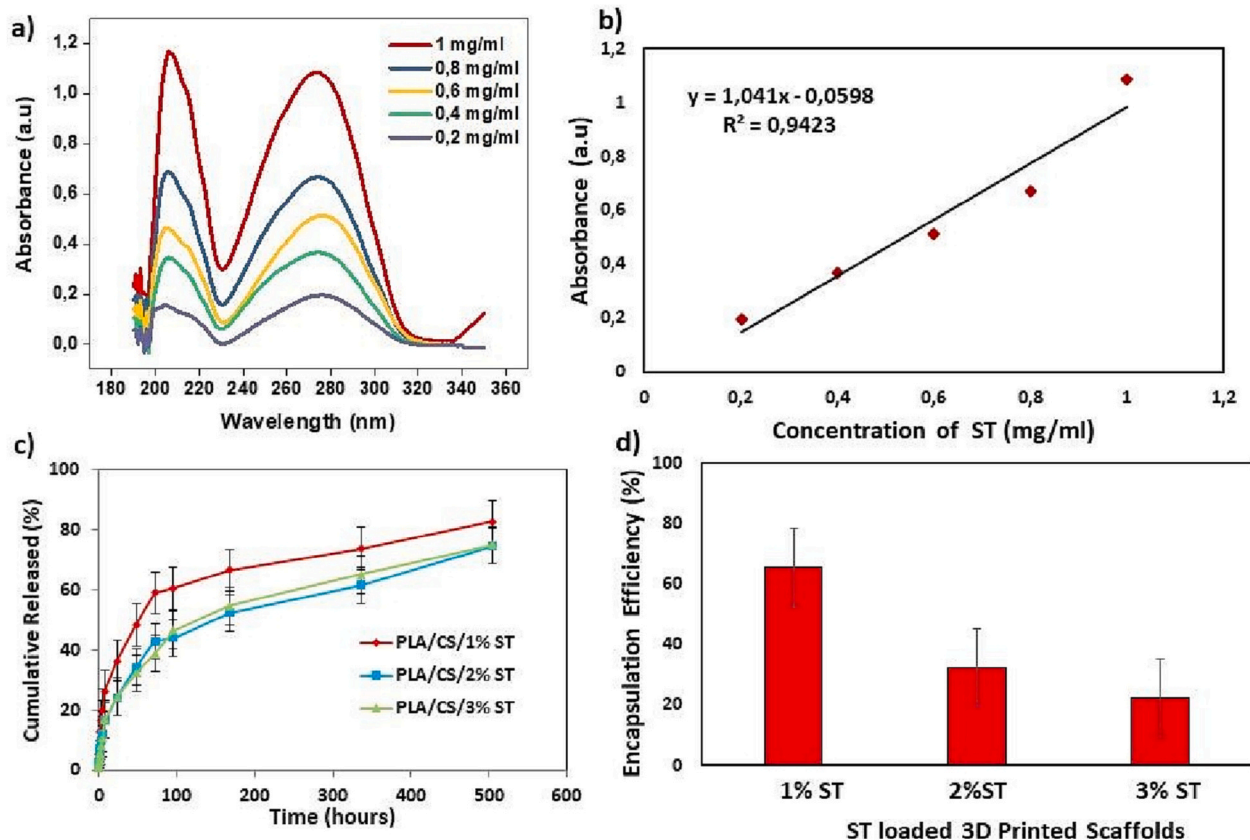 a)
1,2
1,0
0,8
0,6
0,4
0,2
0,0
Absorbance (a.u)
1 mg/ml
0,8 mg/ml
0,6 mg/ml
0,4 mg/ml
0,2 mg/ml
180 200 220 240 260 280 300 320 340 360
Wavelength (nm)
b)
1,2
1
0,8
0,6
0,4
0,2
0
Absorbance (a.u)
y = 1,041x - 0,0598
R² = 0,9423
0 0,2 0,4 0,6 0,8 1 1,2
Concentration of ST (mg/ml)
c)
100
80
60
40
20
0
Cumulative Released (%)
PLA/CS/1% ST
PLA/CS/2% ST
PLA/CS/3% ST
0 100 200 300 400 500 600
Time (hours)
d)
100
80
60
40
20
0
Encapsulation Efficiency (%)
1% ST 2%ST 3% ST
ST loaded 3D Printed Scaffolds